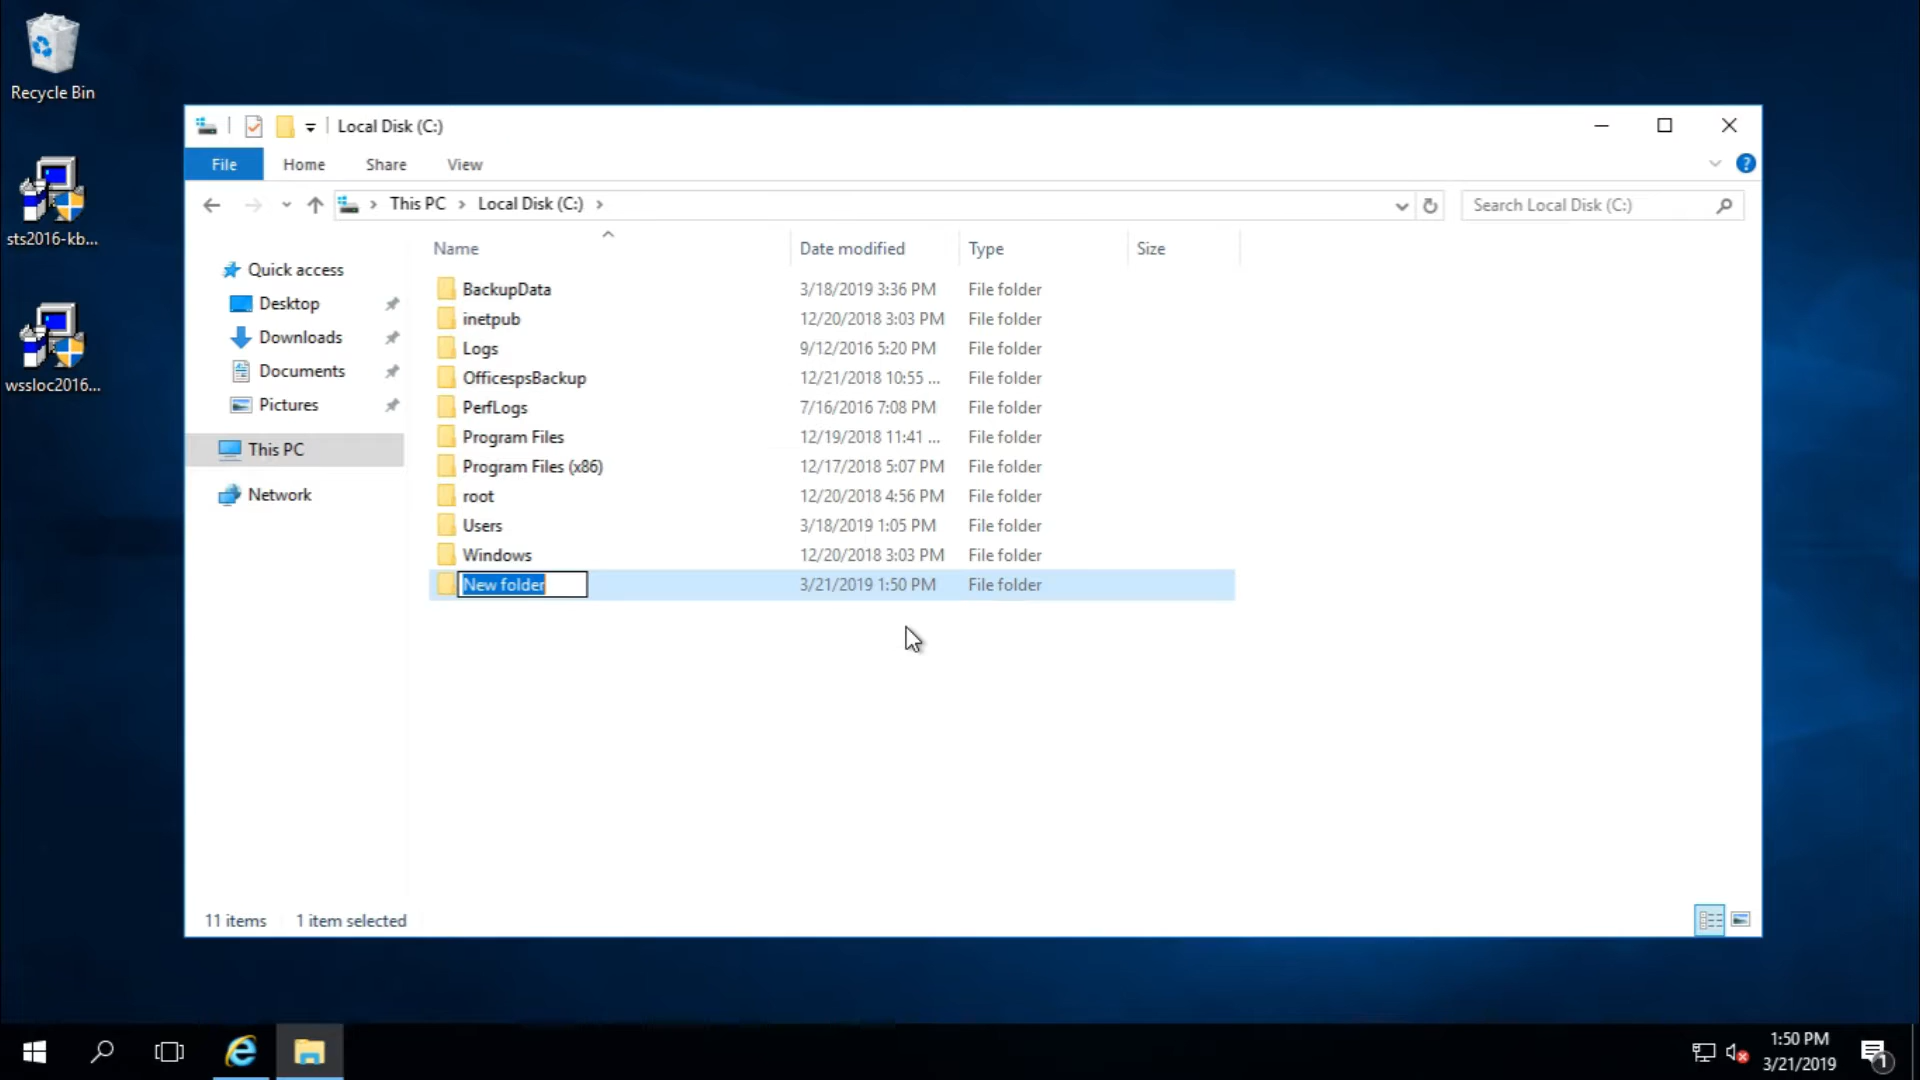 Recycle Bin
sts2016-kb...
wssloc2016...
Local Disk (C:)
File Home Share View
This PC Local Disk (C:)
Search Local Disk (C:)
Quick access
Desktop
Downloads
Documents
Pictures
This PC
Network
Name Date modified Type Size
BackupData 3/18/2019 3:36 PM File folder
inetpub 12/20/2018 3:03 PM File folder
Logs 9/12/2016 5:20 PM File folder
OfficespsBackup 12/21/2018 10:55 ... File folder
PerfLogs 7/16/2016 7:08 PM File folder
Program Files 12/19/2018 11:41 ... File folder
Program Files (x86) 12/17/2018 5:07 PM File folder
root 12/20/2018 4:56 PM File folder
Users 3/18/2019 1:05 PM File folder
Windows 12/20/2018 3:03 PM File folder
New folder 3/21/2019 1:50 PM File folder
11 items 1 item selected
1:50 PM
3/21/2019
1